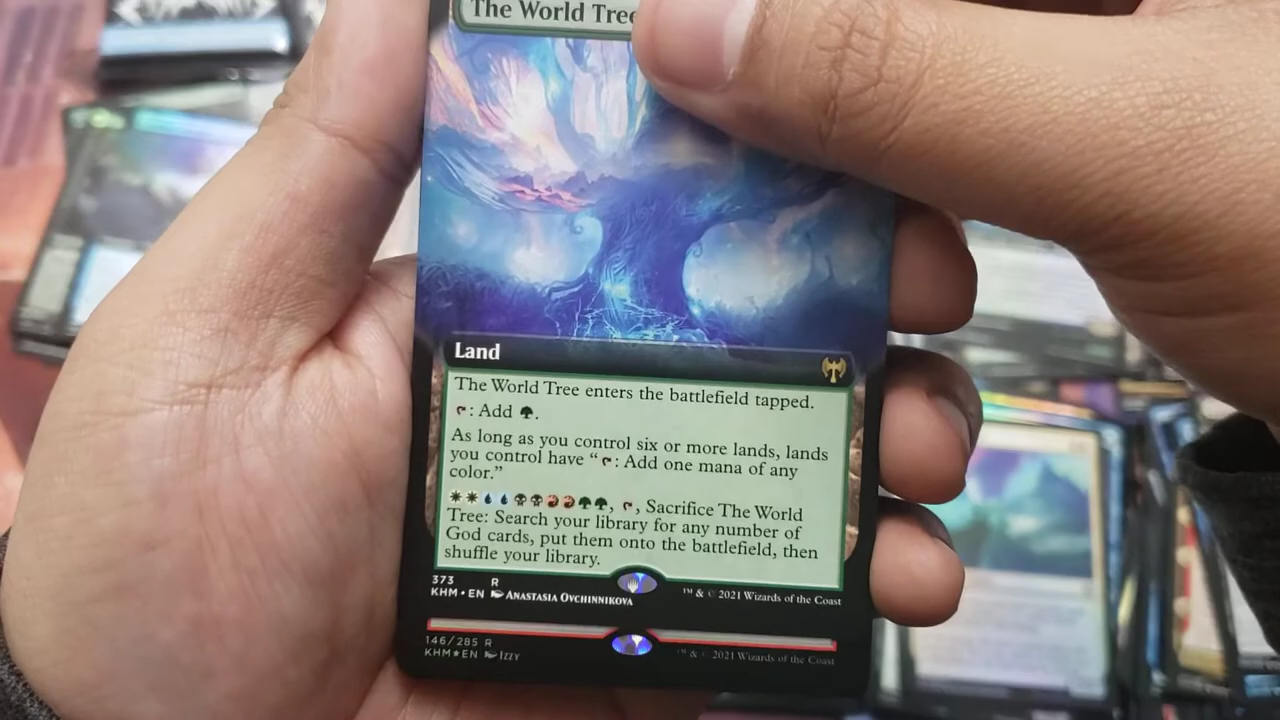 The World Tree
Land
The World Tree enters the battlefield tapped.
: Add .
As long as you control six or more lands, lands
you control have “ : Add one mana of any
color.”
, , Sacrifice The World
Tree: Search your library for any number of
God cards, put them onto the battlefield, then
shuffle your library.
373 R
KHM • EN Anastasia Ovchinnikova ™ & © 2021 Wizards of the Coast
146/285 R
KHM★EN Izzy ™ & © 2021 Wizards of the Coast